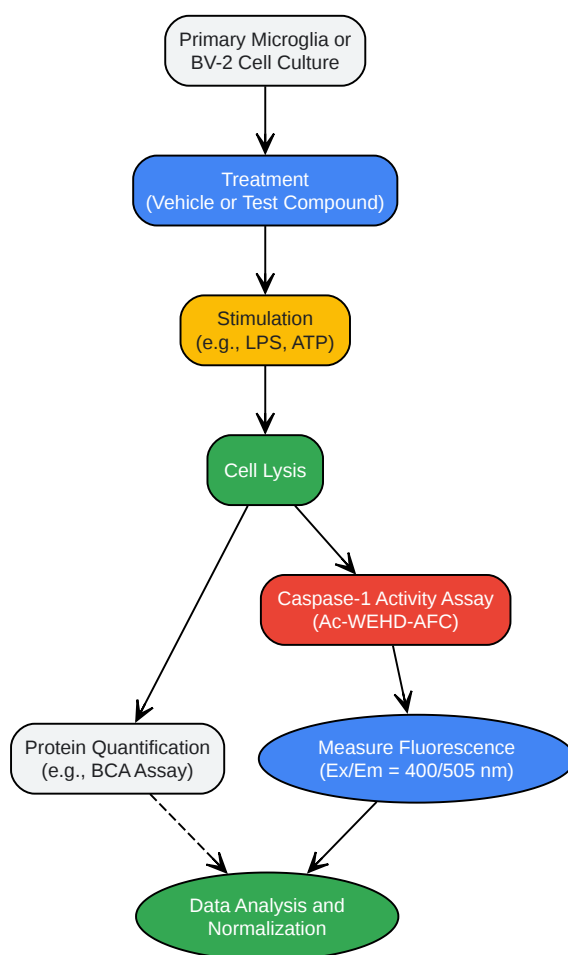 Primary Microglia or
BV-2 Cell Culture
Treatment
(Vehicle or Test Compound)
Stimulation
(e.g., LPS, ATP)
Cell Lysis
Caspase-1 Activity Assay
(Ac-WEHD-AFC)
Protein Quantification
(e.g., BCA Assay)
Measure Fluorescence
(Ex/Em = 400/505 nm)
Data Analysis and
Normalization